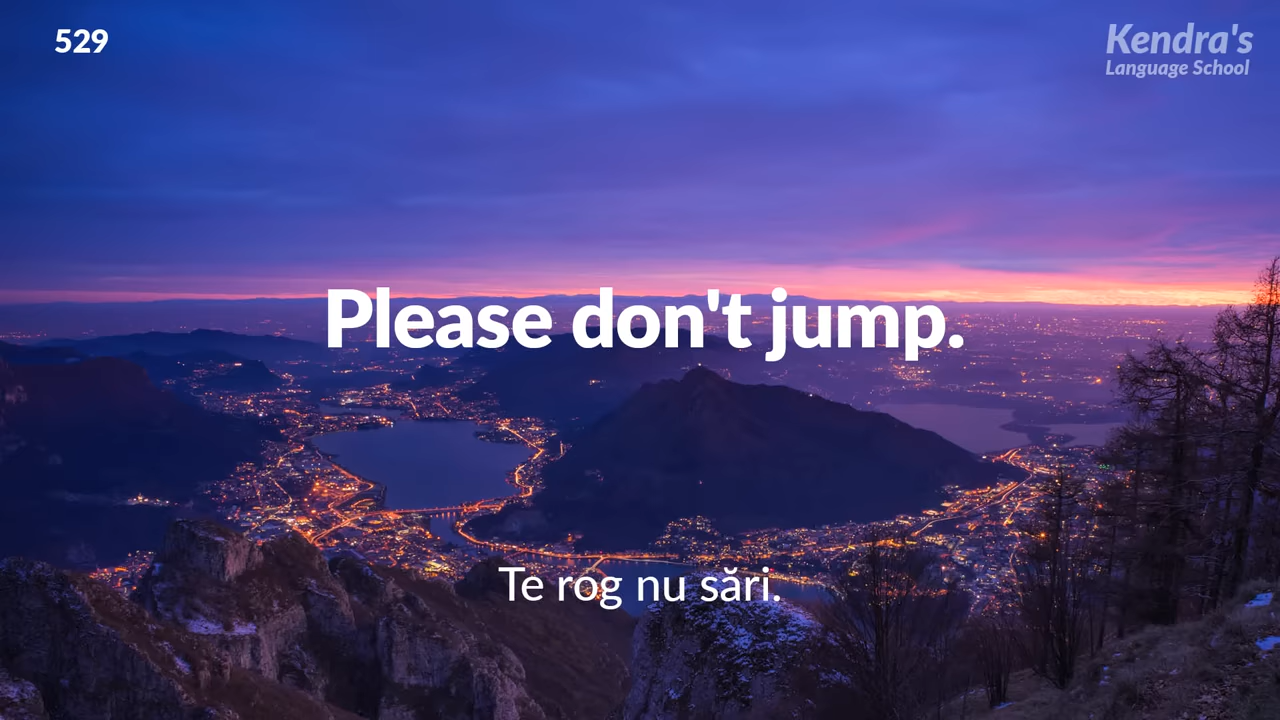 529
Kendra's
Language School
Please don't jump.
Te rog nu sări.